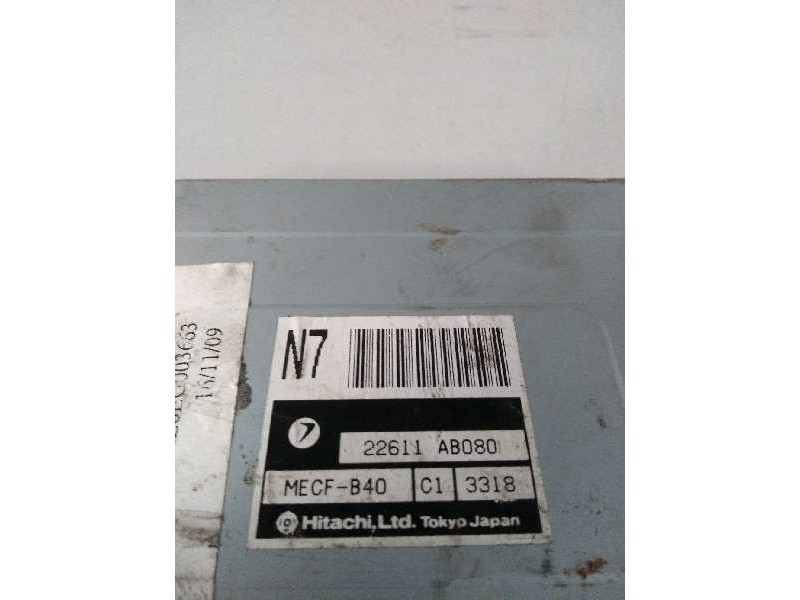 16/11/09
N7
22611 AB080
MECF-B40 C1 3318
Hitachi, Ltd. Tokyo Japan